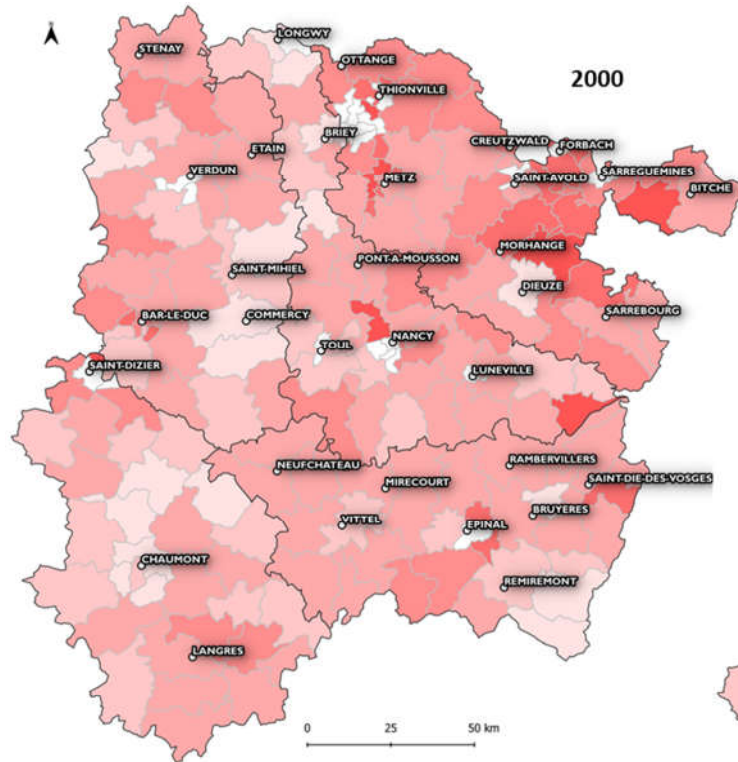 LONGWY
STENAY
OTTANGE
2000
THIONVILLE
BRIEY
CREUTZWALD
FORBACH
ETAIN
VERDUN
METZ
SAINT-AVOLD
SARREGUEMINES
BITCHE
MORHANGE
PONT-A-MOUSSON
SAINT-MIHIEL
DIEUZE
BAR-LE-DUC
COMMERCY
SARREBOURG
NANCY
TOUL
SAINT-DIZIER
LUNEVILLE
NEUFCHATEAU
RAMBERVILLERS
MIRECOURT
SAINT-DIE-DES-VOSGES
VITTEL
EPINAL
BRUYERES
CHAUMONT
REMIREMONT
LANGRES
0 25 50 km